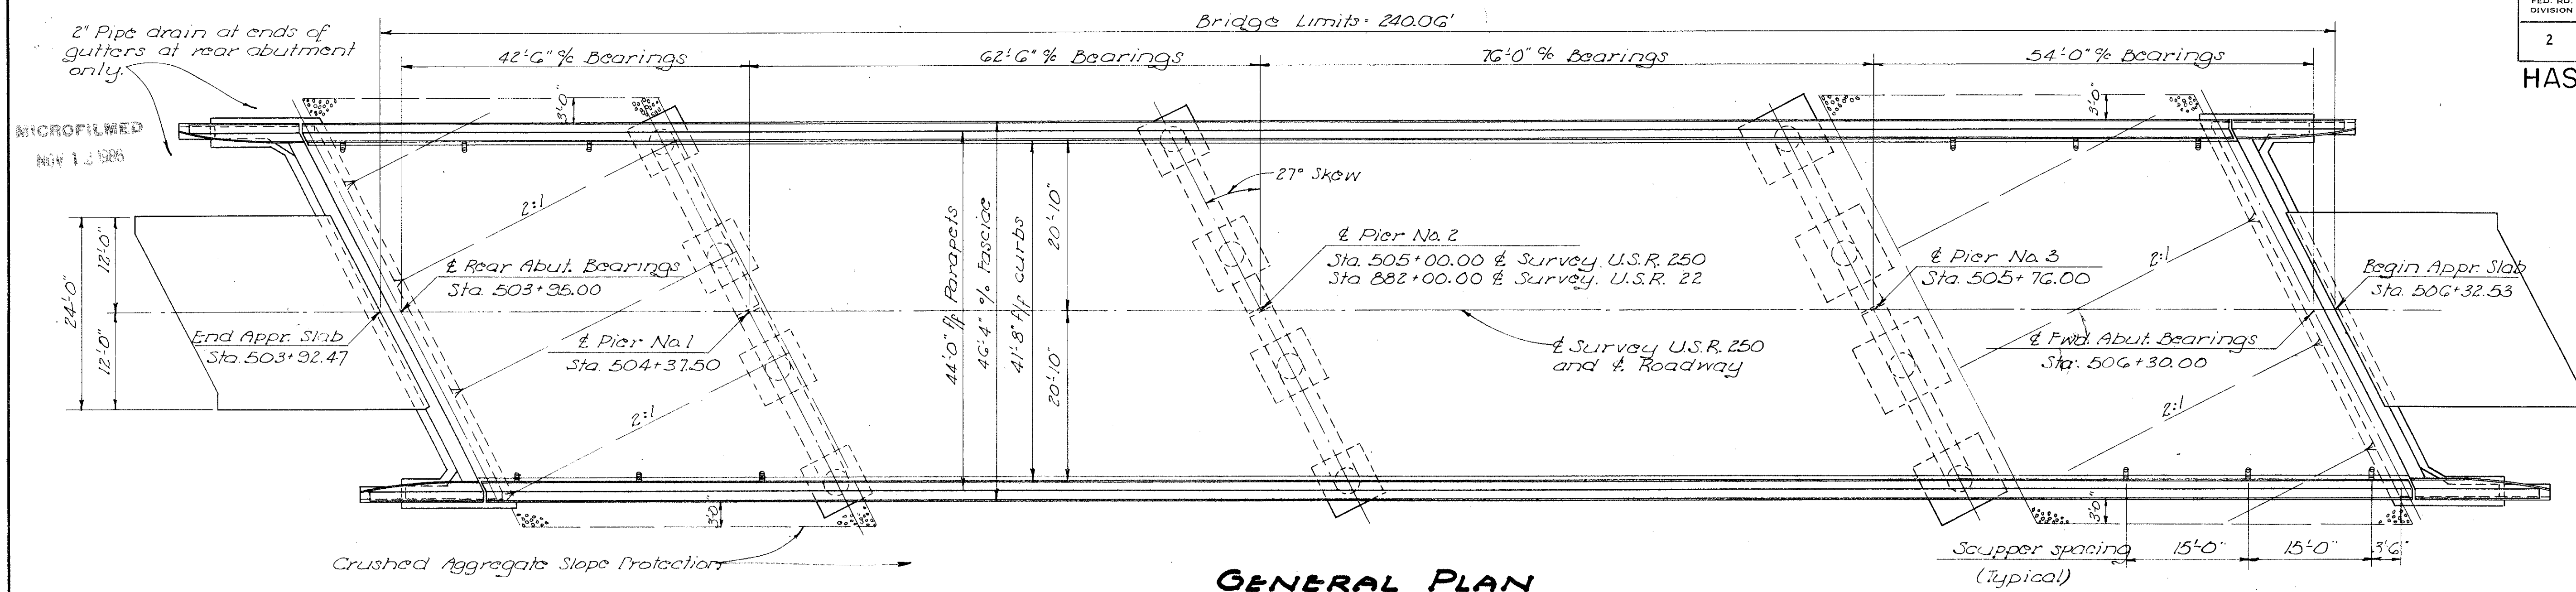 FED. RD.
DIVISION
2
HAS
Bridge Limits = 240.06'
2" Pipe drain at ends of
gutters at rear abutment
only.
42'-6" c/c Bearings
62'-6" c/c Bearings
76'-0" c/c Bearings
54'-0" c/c Bearings
3'-0"
3'-0"
MICROFILMED
NOV 1 1986
2:1
27° Skew
44'-0" f/f Parapets
46'-4" o/o Fasciae
41'-8" f/f curbs
20'-10"
20'-10"
24'-0"
12'-0"
12'-0"
℄ Rear Abut. Bearings
Sta. 503+95.00
℄ Pier No. 2
Sta. 505+00.00 ℄ Survey. U.S.R. 250
Sta 882+00.00 ℄ Survey. U.S.R. 22
℄ Pier No. 3
Sta. 505+76.00
2:1
Begin Appr. Slab
Sta. 506+32.53
End Appr. Slab
Sta. 503+92.47
℄ Pier No. 1
Sta. 504+37.50
℄ Survey U.S.R. 250
and ℄ Roadway
℄ Fwd. Abut. Bearings
Sta. 506+30.00
2:1
2:1
3'-0"
3'-0"
Crushed Aggregate Slope Protection
Scupper spacing
(Typical)
15'-0"
15'-0"
3'6"
GENERAL PLAN